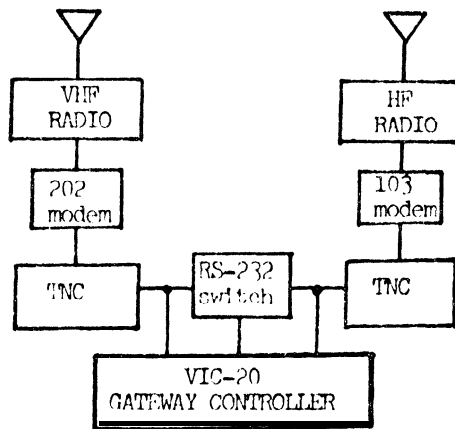 VHF
RADIO
HF
RADIO
202
modem
103
modem
TNC
RS-232
switch
TNC
VIC-20
GATEWAY CONTROLLER